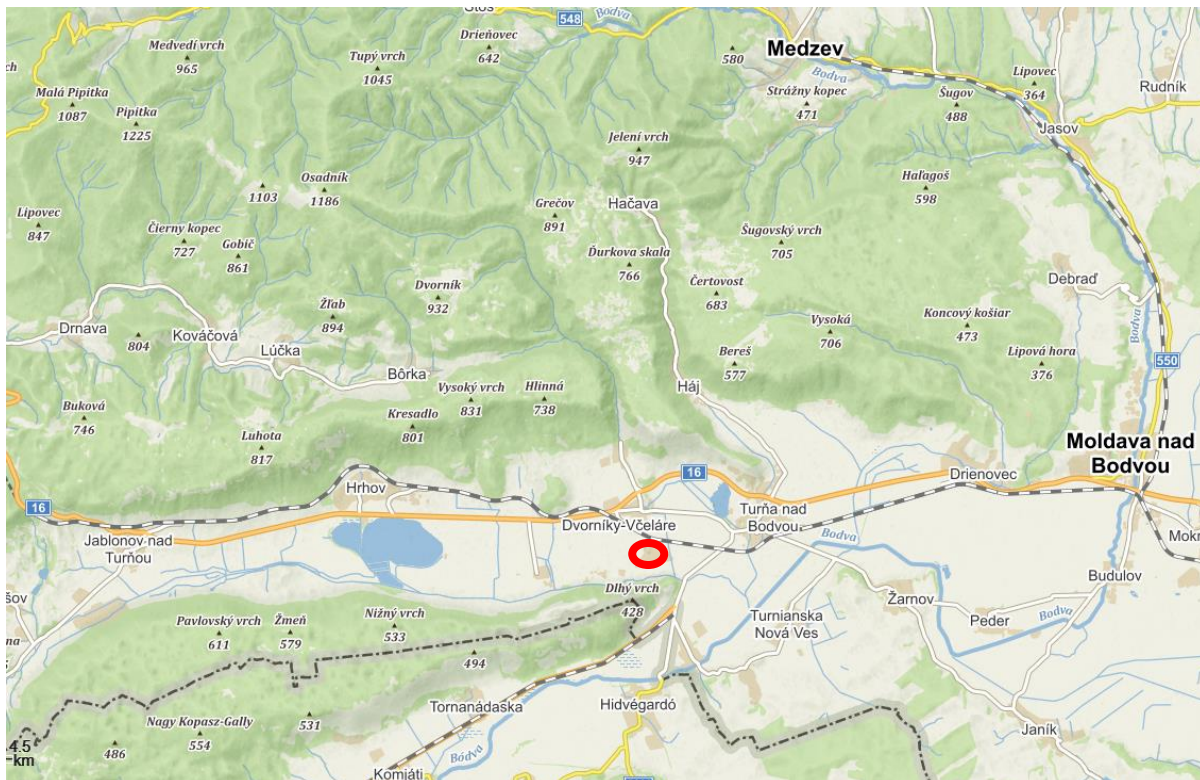 Štós
548
Bodva
Medvedí vrch
965
Tupý vrch
1045
Drieňovec
642
580
Medzev
Bodva
Lipovec
364
Rudník
Malá Pipitka
1087
Pipitka
1225
Strážny kopec
471
Šugov
488
Jasov
Jelení vrch
947
Osadník
1186
1103
Haľagoš
598
Lipovec
847
Grečov
891
Hačava
Čierny kopec
727
Gobič
861
Šugovský vrch
705
Ďurkova skala
766
Dvorník
932
Čertovost
683
Debraď
Bodva
Žľab
894
Drnava
804
Kováčová
Lúčka
Vysoká
706
Koncový košiar
473
Bereš
577
Lipová hora
376
550
Bôrka
Vysoký vrch
831
Hlinná
738
Háj
Buková
746
Kresadlo
801
Luhota
817
Moldava nad
Bodvou
16
Drienovec
Hrhov
16
Turňa nad
Bodvou
Dvorníky-Včeláre
Jablonov nad
Turňou
Bodva
Mokr
Budulov
Dlhý vrch
428
Žarnov
Nižný vrch
533
Pavlovský vrch
611
Žmeň
579
Turnianska
Nová Ves
Peder
Bodva
494
Tornanádaska
Hidvégardó
531
Nagy Kopasz-Gally
554
486
Janík
4.5
km
Bódva
Komjáti